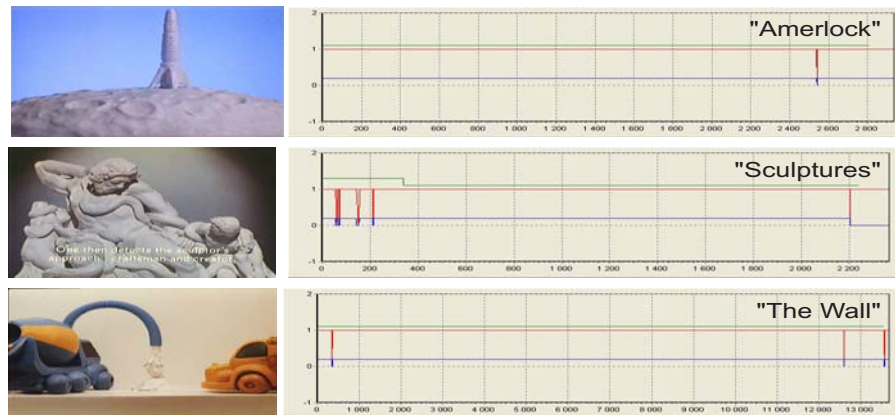 "Amerlock"
2
1
0
-1
0 200 400 600 800 1 000 1 200 1 400 1 600 1 800 2 000 2 200 2 400 2 600 2 800
"Sculptures"
2
1
0
-1
One then detects the sculptor's
approach, craftsman and creator.
0 200 400 600 800 1 000 1 200 1 400 1 600 1 800 2 000 2 200
"The Wall"
2
1
0
-1
0 1 000 2 000 3 000 4 000 5 000 6 000 7 000 8 000 9 000 10 000 11 000 12 000 13 000